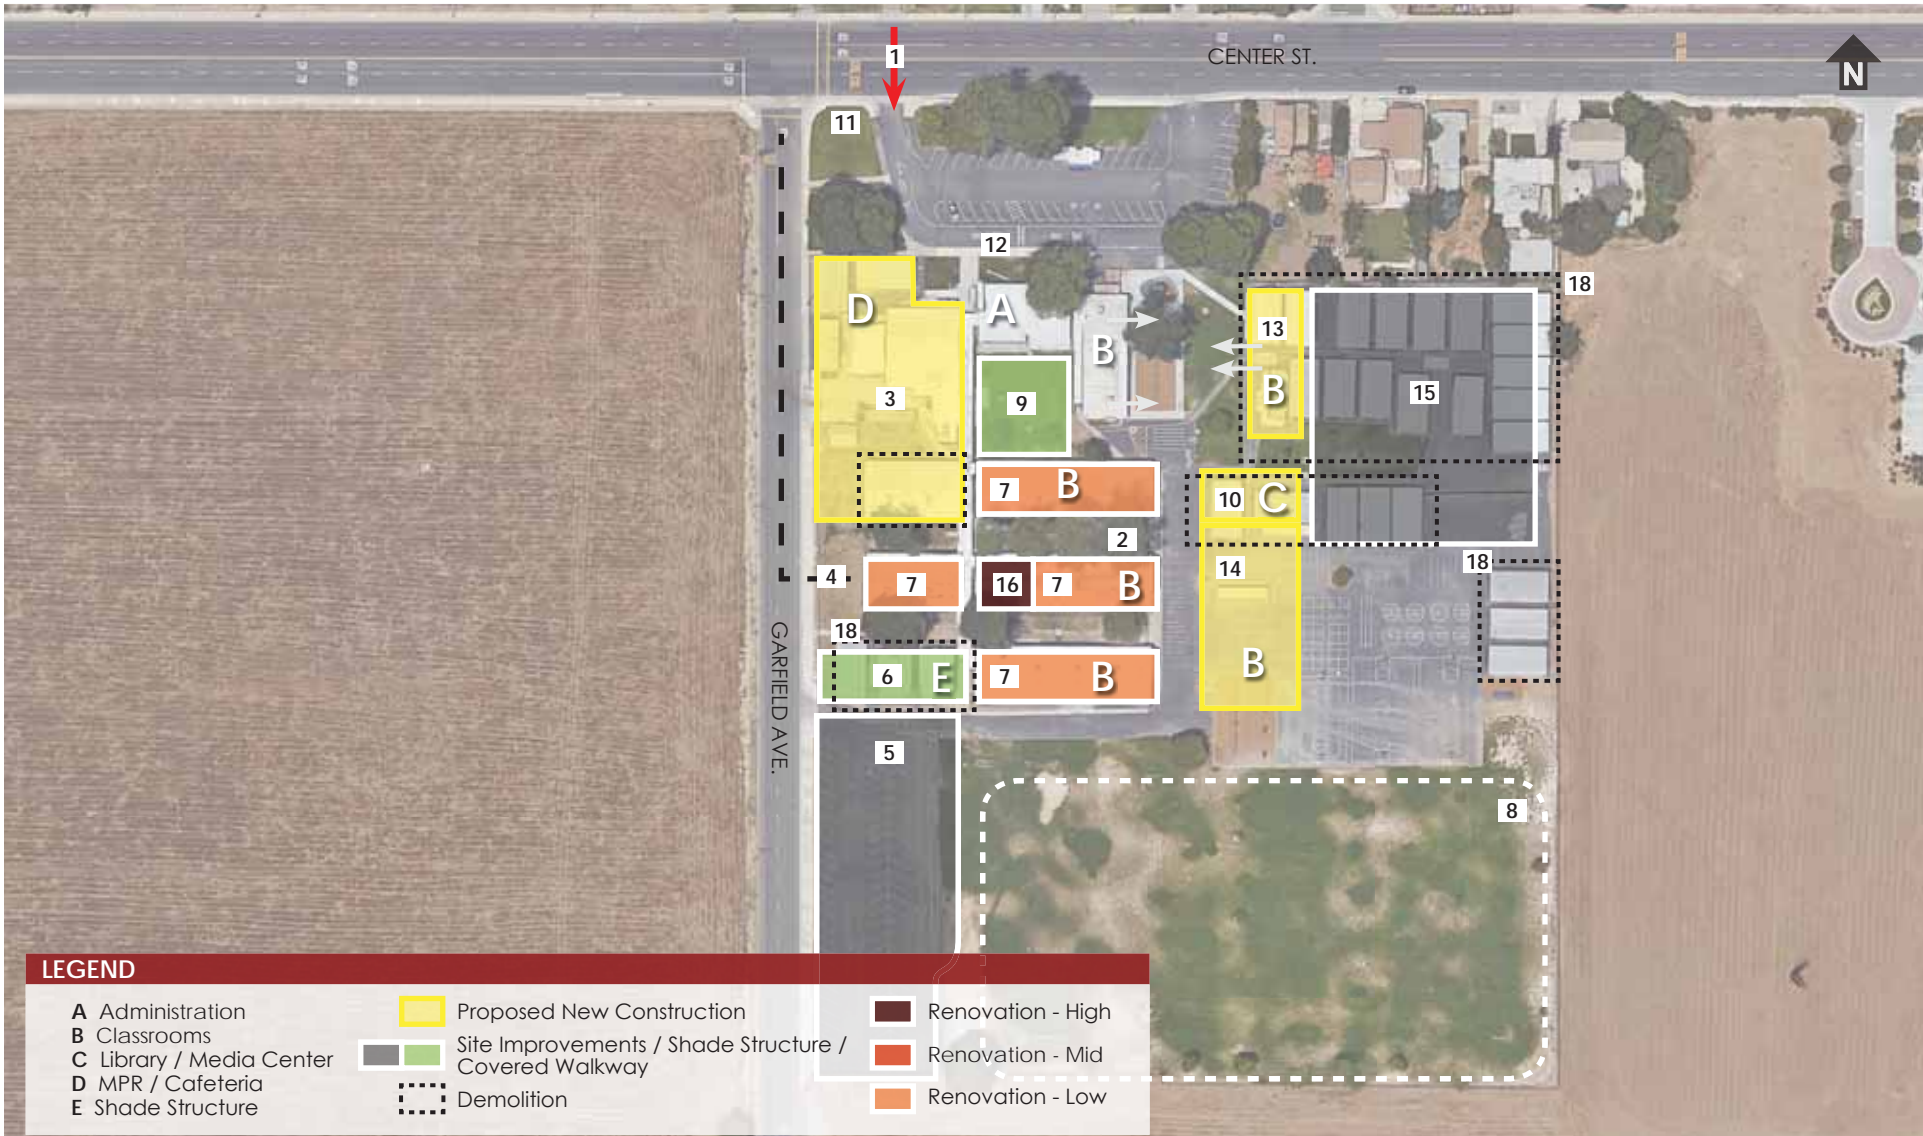 1
CENTER ST.
N
11
12
18
D
A
13
B
3
9
B
15
7
B
10
C
2
4
7
16
7
B
14
18
18
GARFIELD AVE.
6
E
7
B
B
5
8
LEGEND
A Administration
B Classrooms
C Library / Media Center
D MPR / Cafeteria
E Shade Structure
Proposed New Construction
Site Improvements / Shade Structure /
Covered Walkway
Demolition
Renovation - High
Renovation - Mid
Renovation - Low